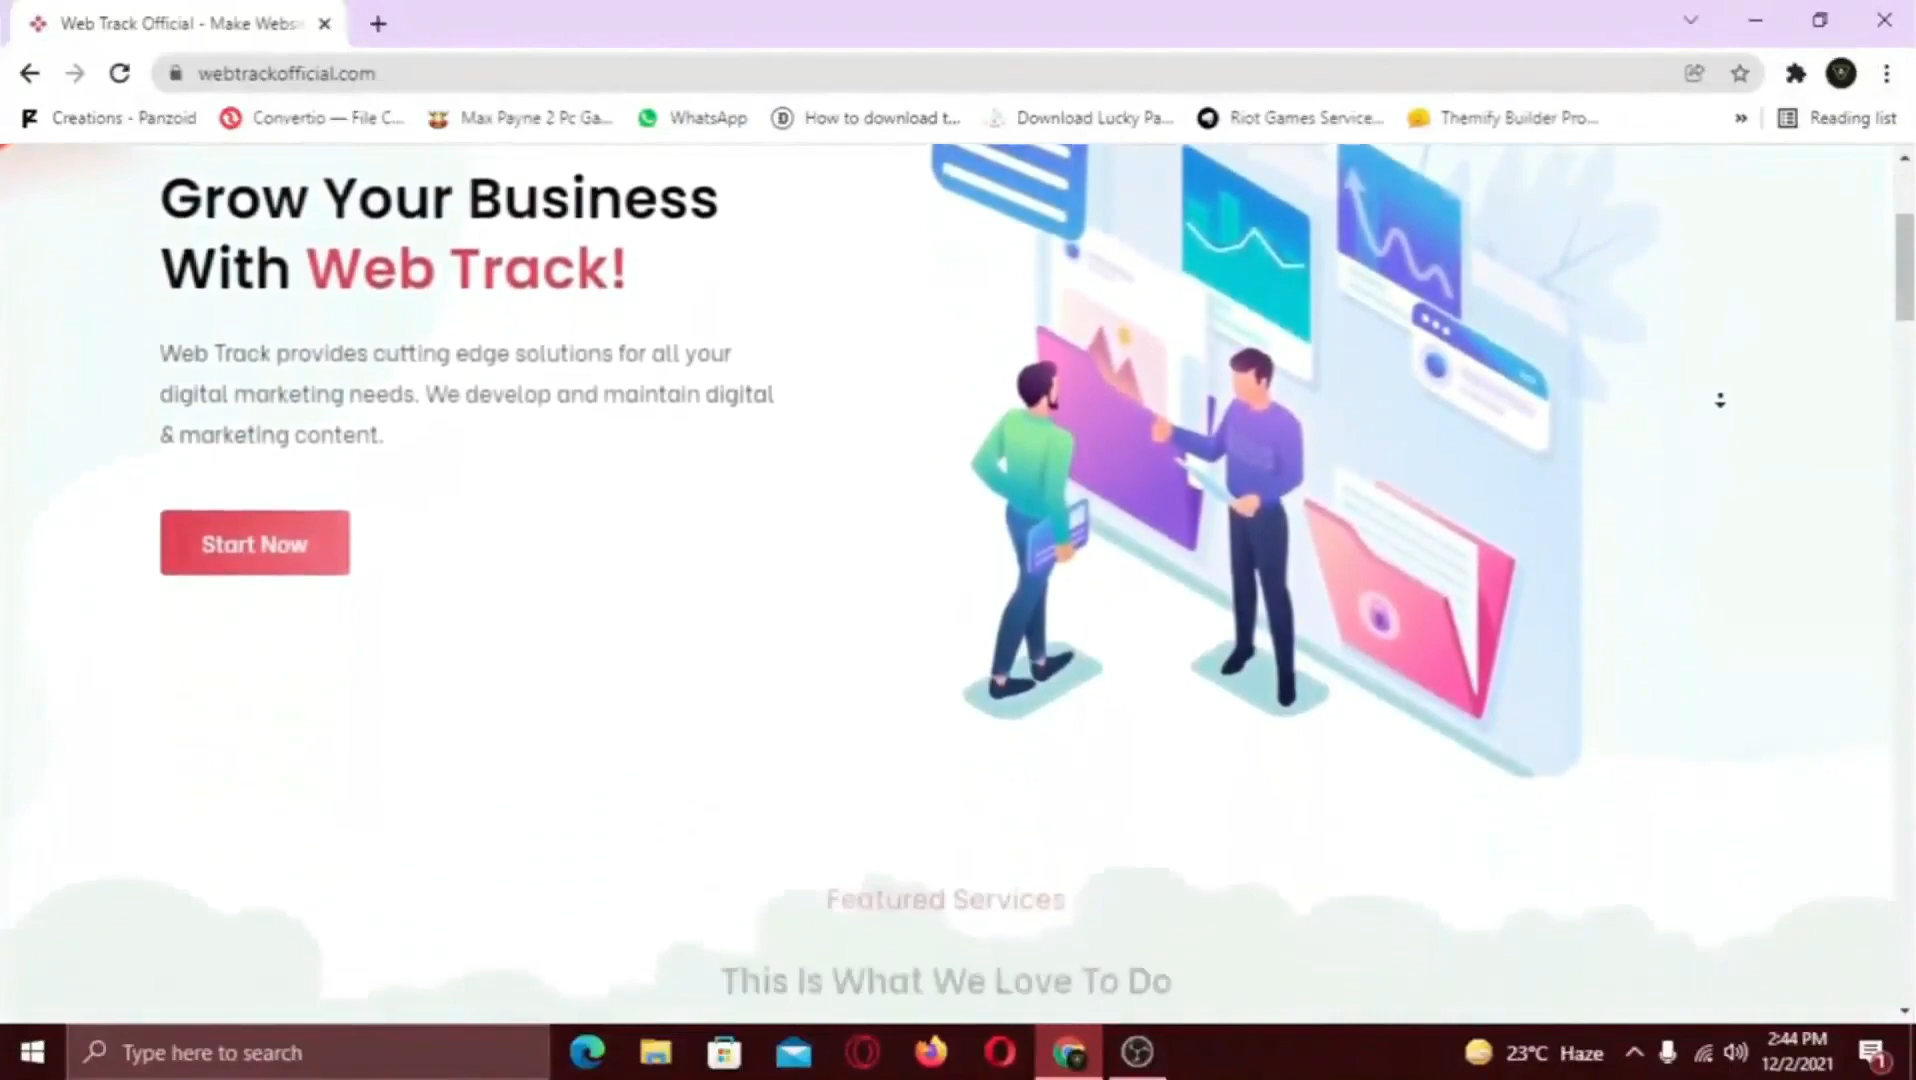 Web Track Official - Make Webs
webtrackofficial.com
Creations - Panzoid
Convertio — File C...
Max Payne 2 Pc Ga...
WhatsApp
How to download t...
Download Lucky Pa...
Riot Games Service...
Themify Builder Pro...
»
Reading list
Grow Your Business
With Web Track!
Web Track provides cutting edge solutions for all your
digital marketing needs. We develop and maintain digital
& marketing content.
Start Now
Featured Services
This Is What We Love To Do
Type here to search
23°C Haze
2:44 PM
12/2/2021
1